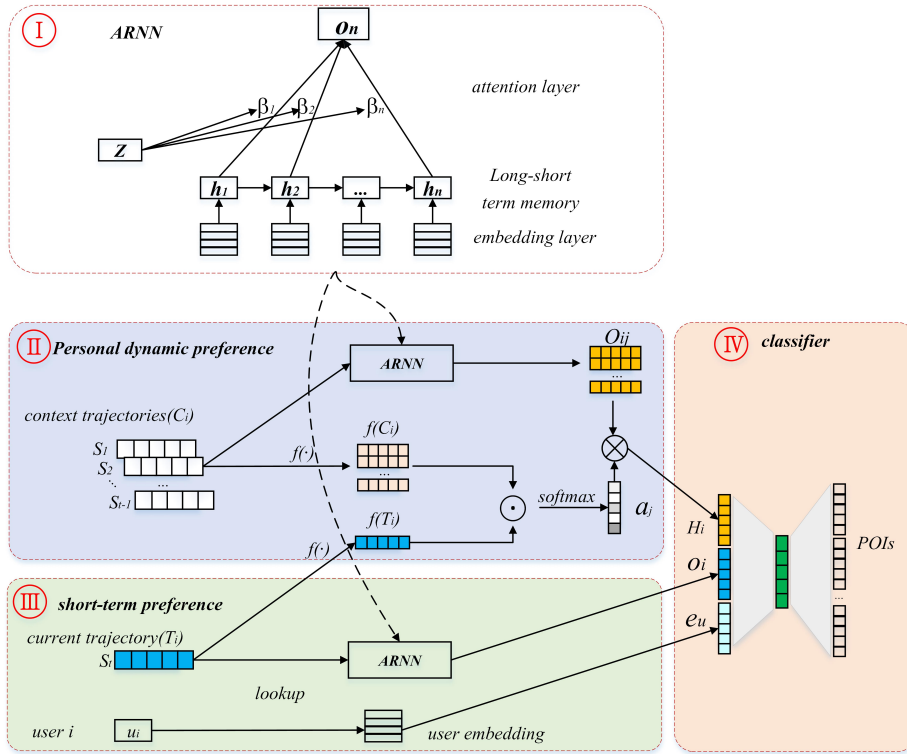 I
ARNN
on
attention layer
β1 β2 βn
z
h1 h2 ... hn
Long-short
term memory
embedding layer
II
Personal dynamic preference
ARNN
Oij
...
context trajectories(Ci)
S1
S2
...
St-1
...
f(·)
f(Ci)
...
softmax
aj
f(Ti)
f(·)
III
short-term preference
current trajectory(Ti)
St
ARNN
lookup
user i
ui
user embedding
IV
classifier
Hi
oi
eu
POIs
...